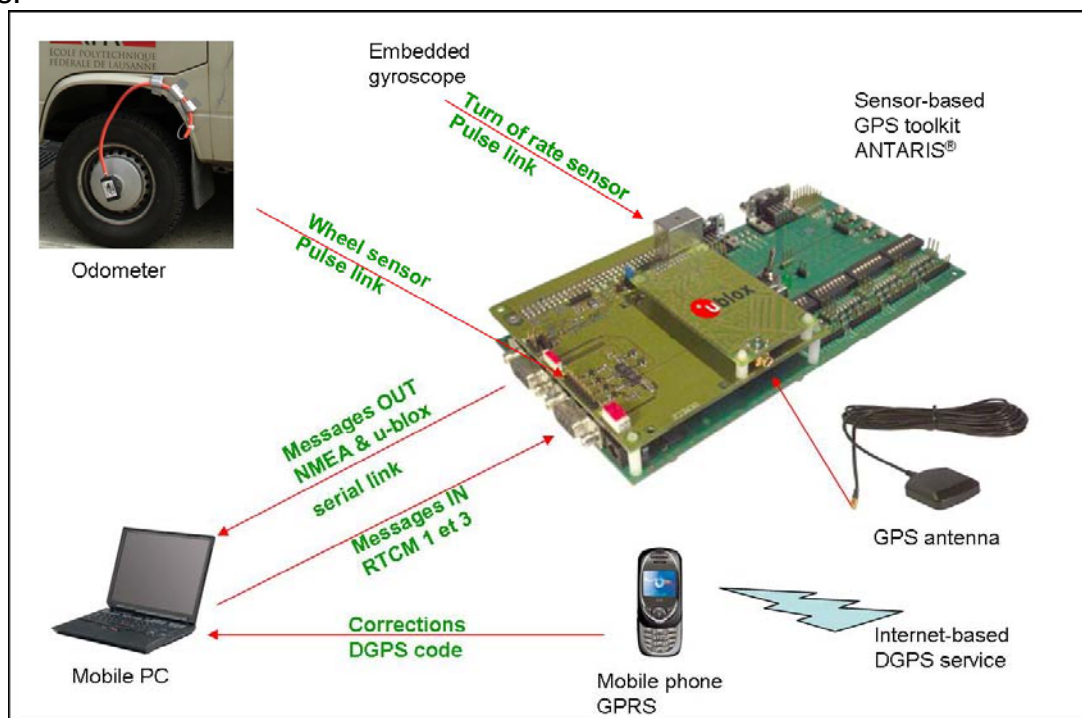 ECOLE POLYTECHNIQUE
FÉDÉRALE DE LAUSANNE
Odometer
Embedded
gyroscope
Turn of rate sensor
Pulse link
Sensor-based
GPS toolkit
ANTARIS®
Wheel sensor
Pulse link
ublox
Messages OUT
NMEA & u-blox
serial link
Messages IN
RTCM 1 et 3
GPS antenna
Mobile PC
Corrections
DGPS code
Mobile phone
GPRS
Internet-based
DGPS service